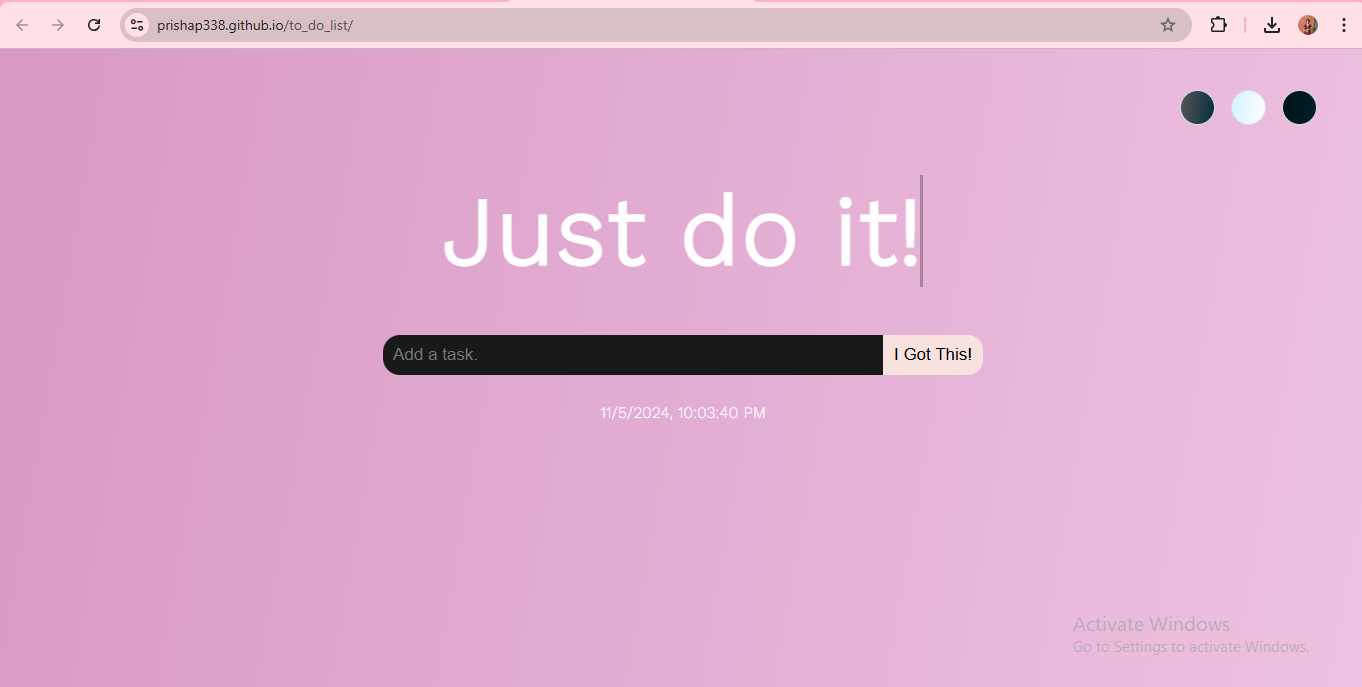 prishap338.github.io/to_do_list/
Just do it!
Add a task.
I Got This!
11/5/2024, 10:03:40 PM
Activate Windows
Go to Settings to activate Windows.